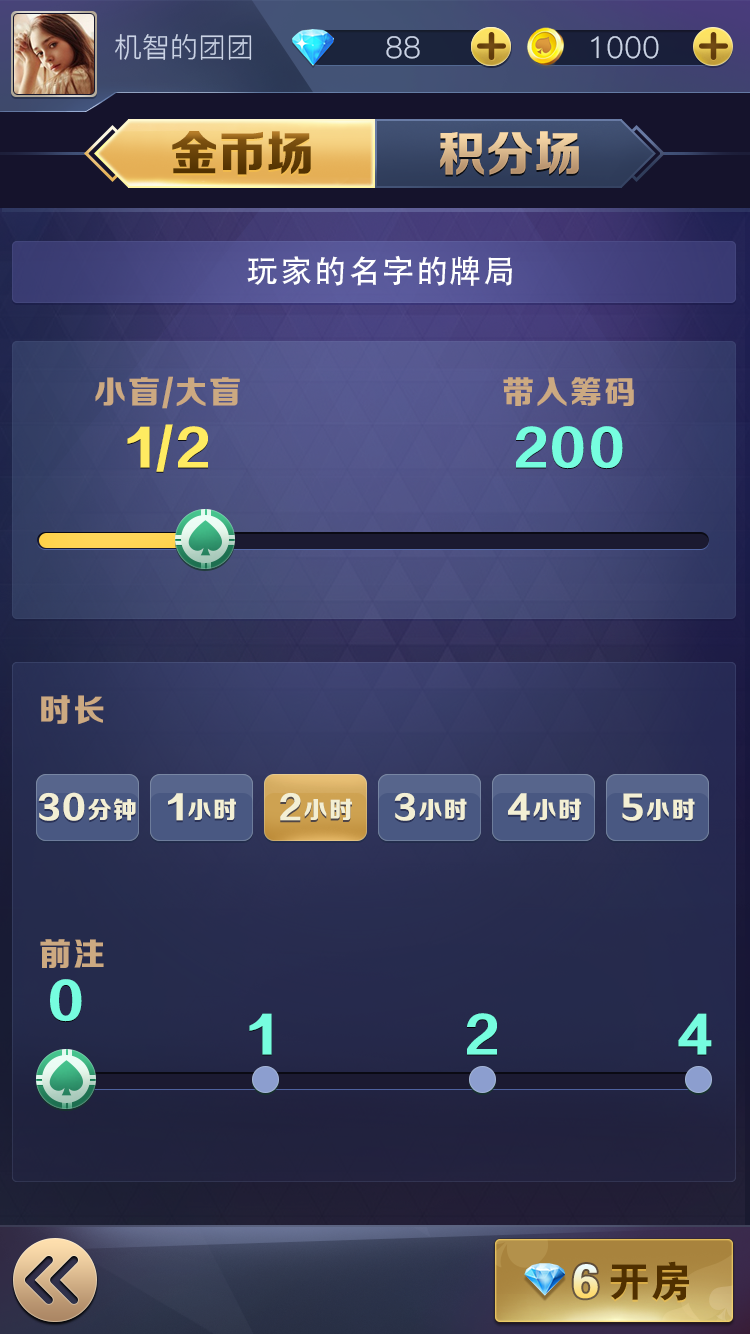 机智的团团 88 1000
金币场 积分场
玩家的名字的牌局
小盲/大盲 带入筹码
1/2 200
时长
30分钟 1小时 2小时 3小时 4小时 5小时
前注
0 1 2 4
6 开房